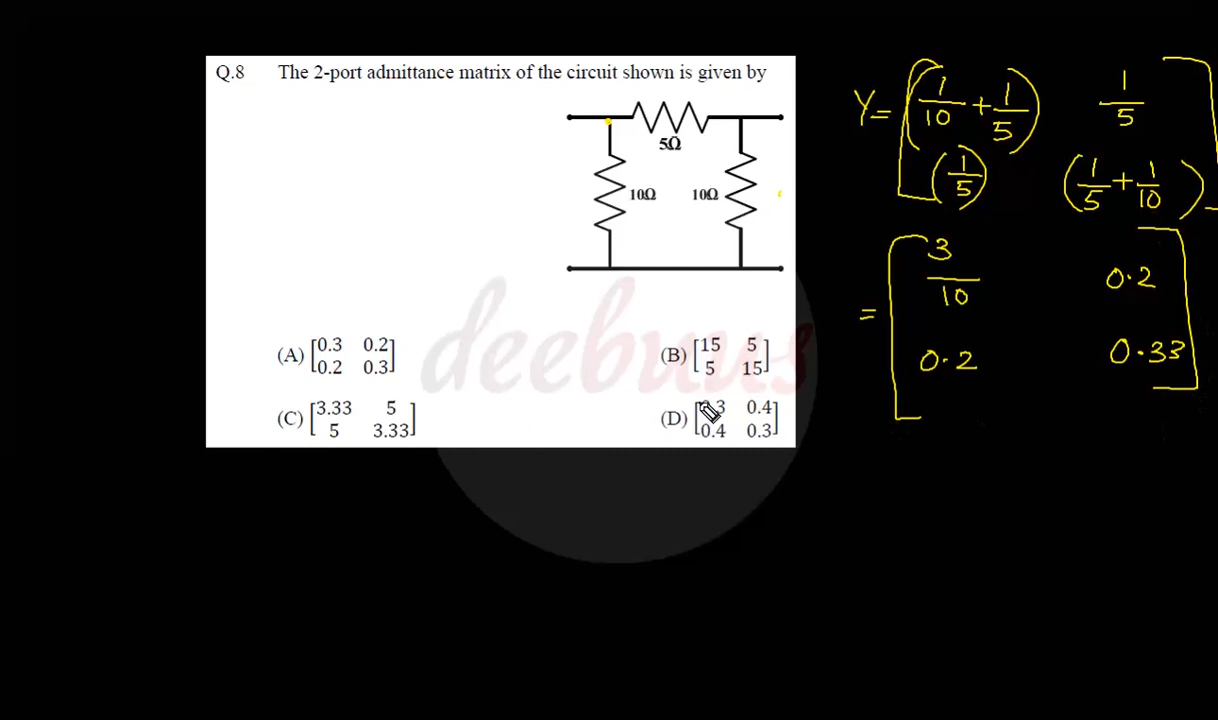 Q.8 The 2-port admittance matrix of the circuit shown is given by
5Ω
10Ω 10Ω
(A) [0.3 0.2
0.2 0.3]
(B) [15 5
5 15]
(C) [3.33 5
5 3.33]
(D) [0.3 0.4
0.4 0.3]
deebuus
Y= [(1/10 + 1/5) 1/5
(1/5) (1/5 + 1/10)]
= [3/10 0.2
0.2 0.33]